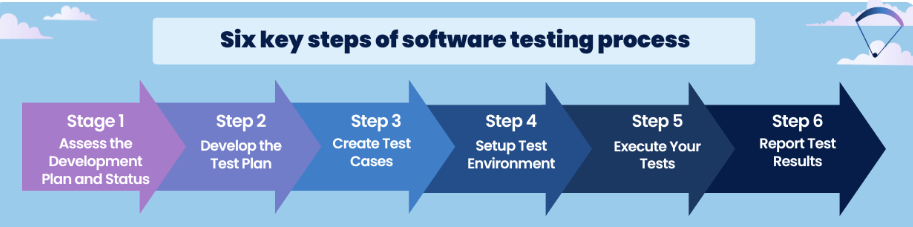 Six key steps of software testing process
Stage 1
Assess the
Development
Plan and Status
Step 2
Develop the
Test Plan
Step 3
Create Test
Cases
Step 4
Setup Test
Environment
Step 5
Execute Your
Tests
Step 6
Report Test
Results